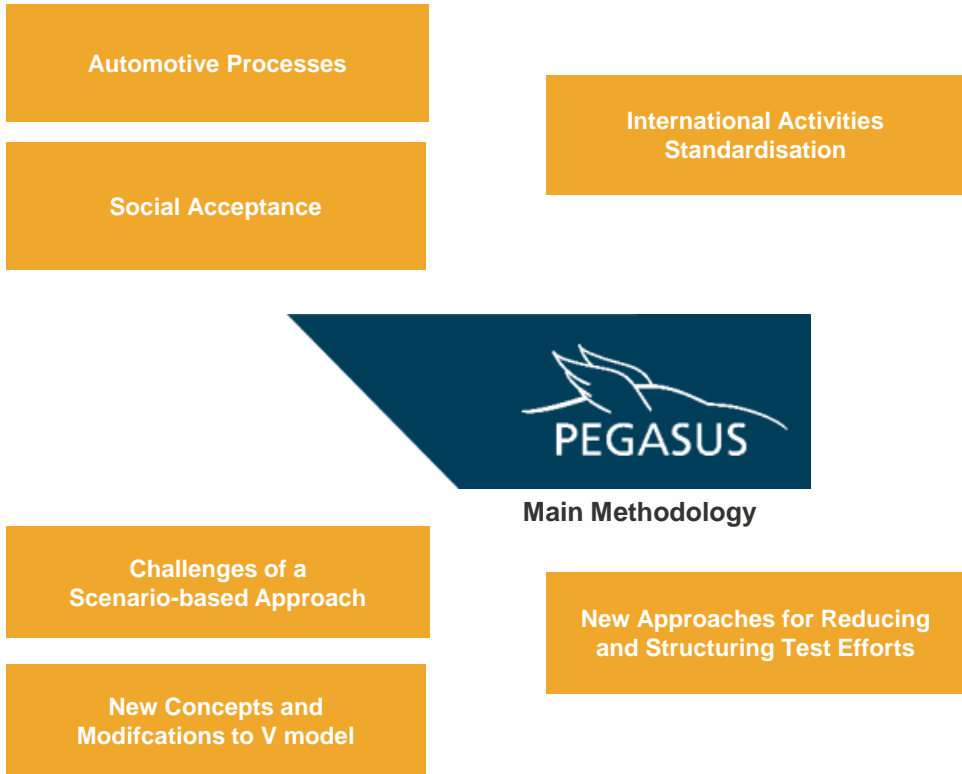 Automotive Processes
International Activities
Standardisation
Social Acceptance
PEGASUS
Main Methodology
Challenges of a
Scenario-based Approach
New Approaches for Reducing
and Structuring Test Efforts
New Concepts and
Modifcations to V model